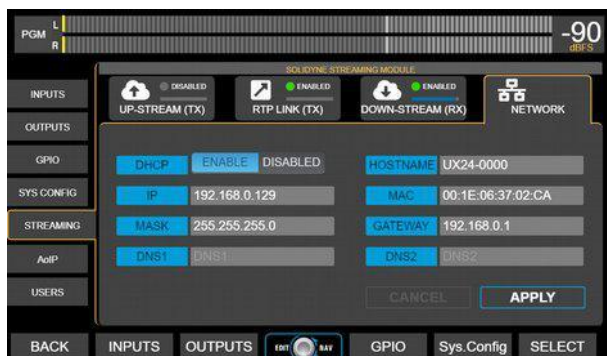 PGM L R -90 dBFS
SOLIDYNE STREAMING MODULE
DISABLED ENABLED ENABLED
UP-STREAM (TX) RTP LINK (TX) DOWN-STREAM (RX) NETWORK
INPUTS
OUTPUTS
GPIO
SYS CONFIG
STREAMING
AoIP
USERS
DHCP ENABLE DISABLED HOSTNAME UX24-0000
IP 192.168.0.129 MAC 00:1E:06:37:02:CA
MASK 255.255.255.0 GATEWAY 192.168.0.1
DNS1 DNS1 DNS2 DNS2
CANCEL APPLY
BACK INPUTS OUTPUTS EDIT NAV GPIO Sys.Config SELECT